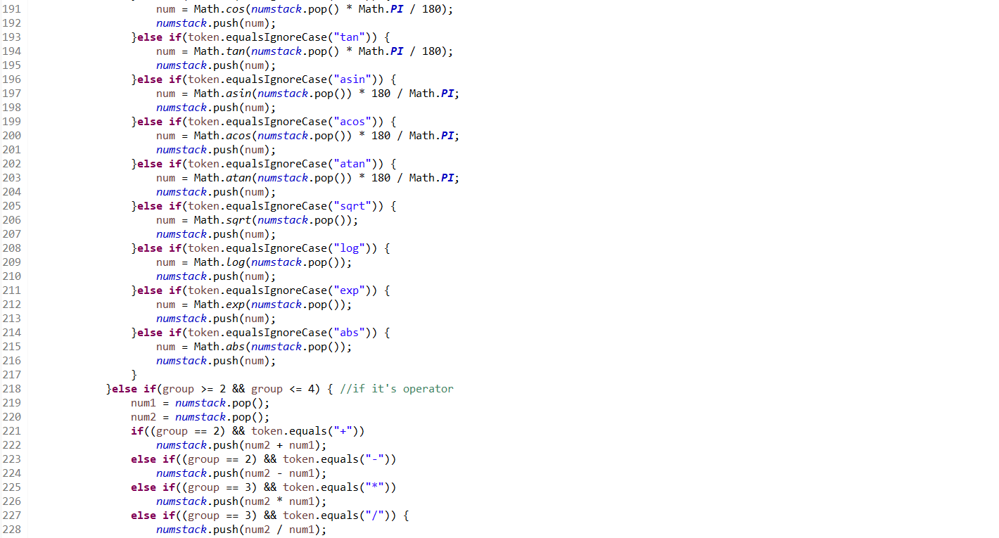 191 num = Math.cos(numstack.pop() * Math.PI / 180);
192 numstack.push(num);
193 }else if(token.equalsIgnoreCase("tan")) {
194 num = Math.tan(numstack.pop() * Math.PI / 180);
195 numstack.push(num);
196 }else if(token.equalsIgnoreCase("asin")) {
197 num = Math.asin(numstack.pop()) * 180 / Math.PI;
198 numstack.push(num);
199 }else if(token.equalsIgnoreCase("acos")) {
200 num = Math.acos(numstack.pop()) * 180 / Math.PI;
201 numstack.push(num);
202 }else if(token.equalsIgnoreCase("atan")) {
203 num = Math.atan(numstack.pop()) * 180 / Math.PI;
204 numstack.push(num);
205 }else if(token.equalsIgnoreCase("sqrt")) {
206 num = Math.sqrt(numstack.pop());
207 numstack.push(num);
208 }else if(token.equalsIgnoreCase("log")) {
209 num = Math.log(numstack.pop());
210 numstack.push(num);
211 }else if(token.equalsIgnoreCase("exp")) {
212 num = Math.exp(numstack.pop());
213 numstack.push(num);
214 }else if(token.equalsIgnoreCase("abs")) {
215 num = Math.abs(numstack.pop());
216 numstack.push(num);
217 }
218 }else if(group >= 2 && group <= 4) { //if it's operator
219 num1 = numstack.pop();
220 num2 = numstack.pop();
221 if((group == 2) && token.equals("+"))
222 numstack.push(num2 + num1);
223 else if((group == 2) && token.equals("-"))
224 numstack.push(num2 - num1);
225 else if((group == 3) && token.equals("*"))
226 numstack.push(num2 * num1);
227 else if((group == 3) && token.equals("/")) {
228 numstack.push(num2 / num1);